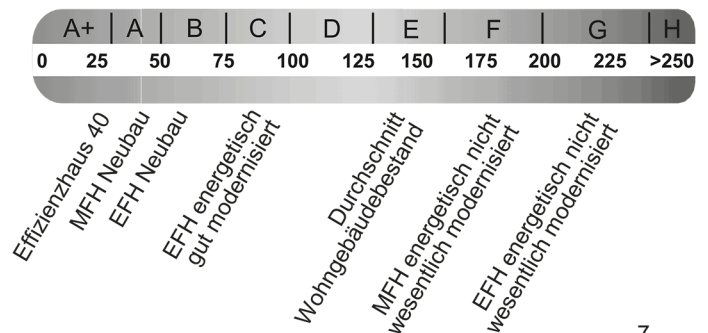 A+ A B C D E F G H
0 25 50 75 100 125 150 175 200 225 >250
Effizienzhaus 40
MFH Neubau
EFH Neubau
EFH energetisch
gut modernisiert
Durchschnitt
Wohngebäudebestand
MFH energetisch nicht
wesentlich modernisiert
EFH energetisch nicht
wesentlich modernisiert
7